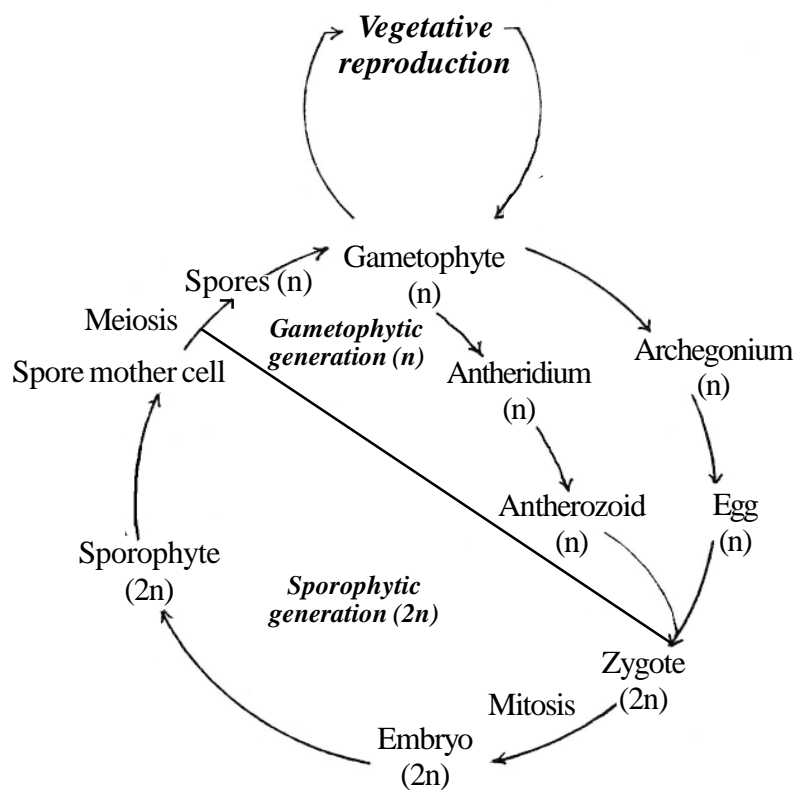 Vegetative
reproduction
Gametophyte
(n)
Spores (n)
Meiosis
Gametophytic
generation (n)
Archegonium
(n)
Spore mother cell
Antheridium
(n)
Antherozoid
(n)
Egg
(n)
Sporophyte
(2n)
Sporophytic
generation (2n)
Zygote
(2n)
Mitosis
Embryo
(2n)